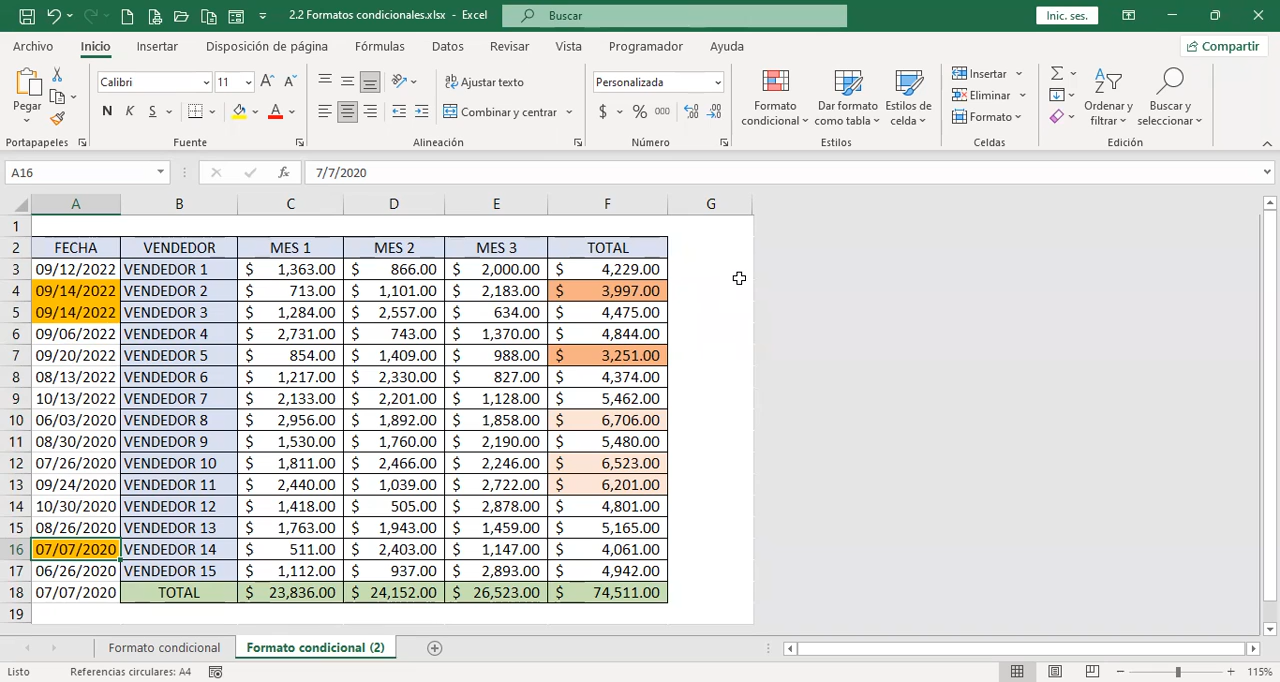 2.2 Formatos condicionales.xlsx - Excel
Buscar
Inic. ses.
Archivo Inicio Insertar Disposición de página Fórmulas Datos Revisar Vista Programador Ayuda
Compartir
Pegar
Calibri 11
N K S
Ajustar texto
Combinar y centrar
Personalizada
$ % 000
Formato condicional
Dar formato como tabla
Estilos de celda
Insertar
Eliminar
Formato
Ordenar y filtrar
Buscar y seleccionar
Portapapeles Fuente Alineación Número Estilos Celdas Edición
A16 fx 7/7/2020
A B C D E F G
1
2 FECHA VENDEDOR MES 1 MES 2 MES 3 TOTAL
3 09/12/2022 VENDEDOR 1 $ 1,363.00 $ 866.00 $ 2,000.00 $ 4,229.00
4 09/14/2022 VENDEDOR 2 $ 713.00 $ 1,101.00 $ 2,183.00 $ 3,997.00
5 09/14/2022 VENDEDOR 3 $ 1,284.00 $ 2,557.00 $ 634.00 $ 4,475.00
6 09/06/2022 VENDEDOR 4 $ 2,731.00 $ 743.00 $ 1,370.00 $ 4,844.00
7 09/20/2022 VENDEDOR 5 $ 854.00 $ 1,409.00 $ 988.00 $ 3,251.00
8 08/13/2022 VENDEDOR 6 $ 1,217.00 $ 2,330.00 $ 827.00 $ 4,374.00
9 10/13/2022 VENDEDOR 7 $ 2,133.00 $ 2,201.00 $ 1,128.00 $ 5,462.00
10 06/03/2020 VENDEDOR 8 $ 2,956.00 $ 1,892.00 $ 1,858.00 $ 6,706.00
11 08/30/2020 VENDEDOR 9 $ 1,530.00 $ 1,760.00 $ 2,190.00 $ 5,480.00
12 07/26/2020 VENDEDOR 10 $ 1,811.00 $ 2,466.00 $ 2,246.00 $ 6,523.00
13 09/24/2020 VENDEDOR 11 $ 2,440.00 $ 1,039.00 $ 2,722.00 $ 6,201.00
14 10/30/2020 VENDEDOR 12 $ 1,418.00 $ 505.00 $ 2,878.00 $ 4,801.00
15 08/26/2020 VENDEDOR 13 $ 1,763.00 $ 1,943.00 $ 1,459.00 $ 5,165.00
16 07/07/2020 VENDEDOR 14 $ 511.00 $ 2,403.00 $ 1,147.00 $ 4,061.00
17 06/26/2020 VENDEDOR 15 $ 1,112.00 $ 937.00 $ 2,893.00 $ 4,942.00
18 07/07/2020 TOTAL $ 23,836.00 $ 24,152.00 $ 26,523.00 $ 74,511.00
19
Formato condicional Formato condicional (2)
Listo Referencias circulares: A4 115%